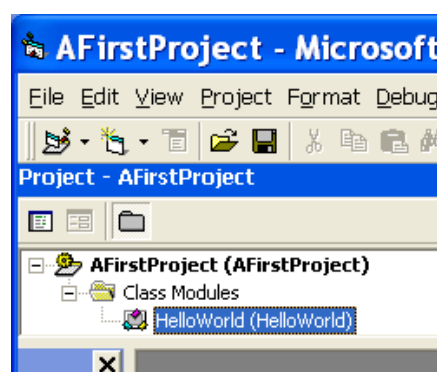 AFirstProject - Microsoft
File Edit View Project Format Debug
Project - AFirstProject
AFirstProject (AFirstProject)
Class Modules
HelloWorld (HelloWorld)